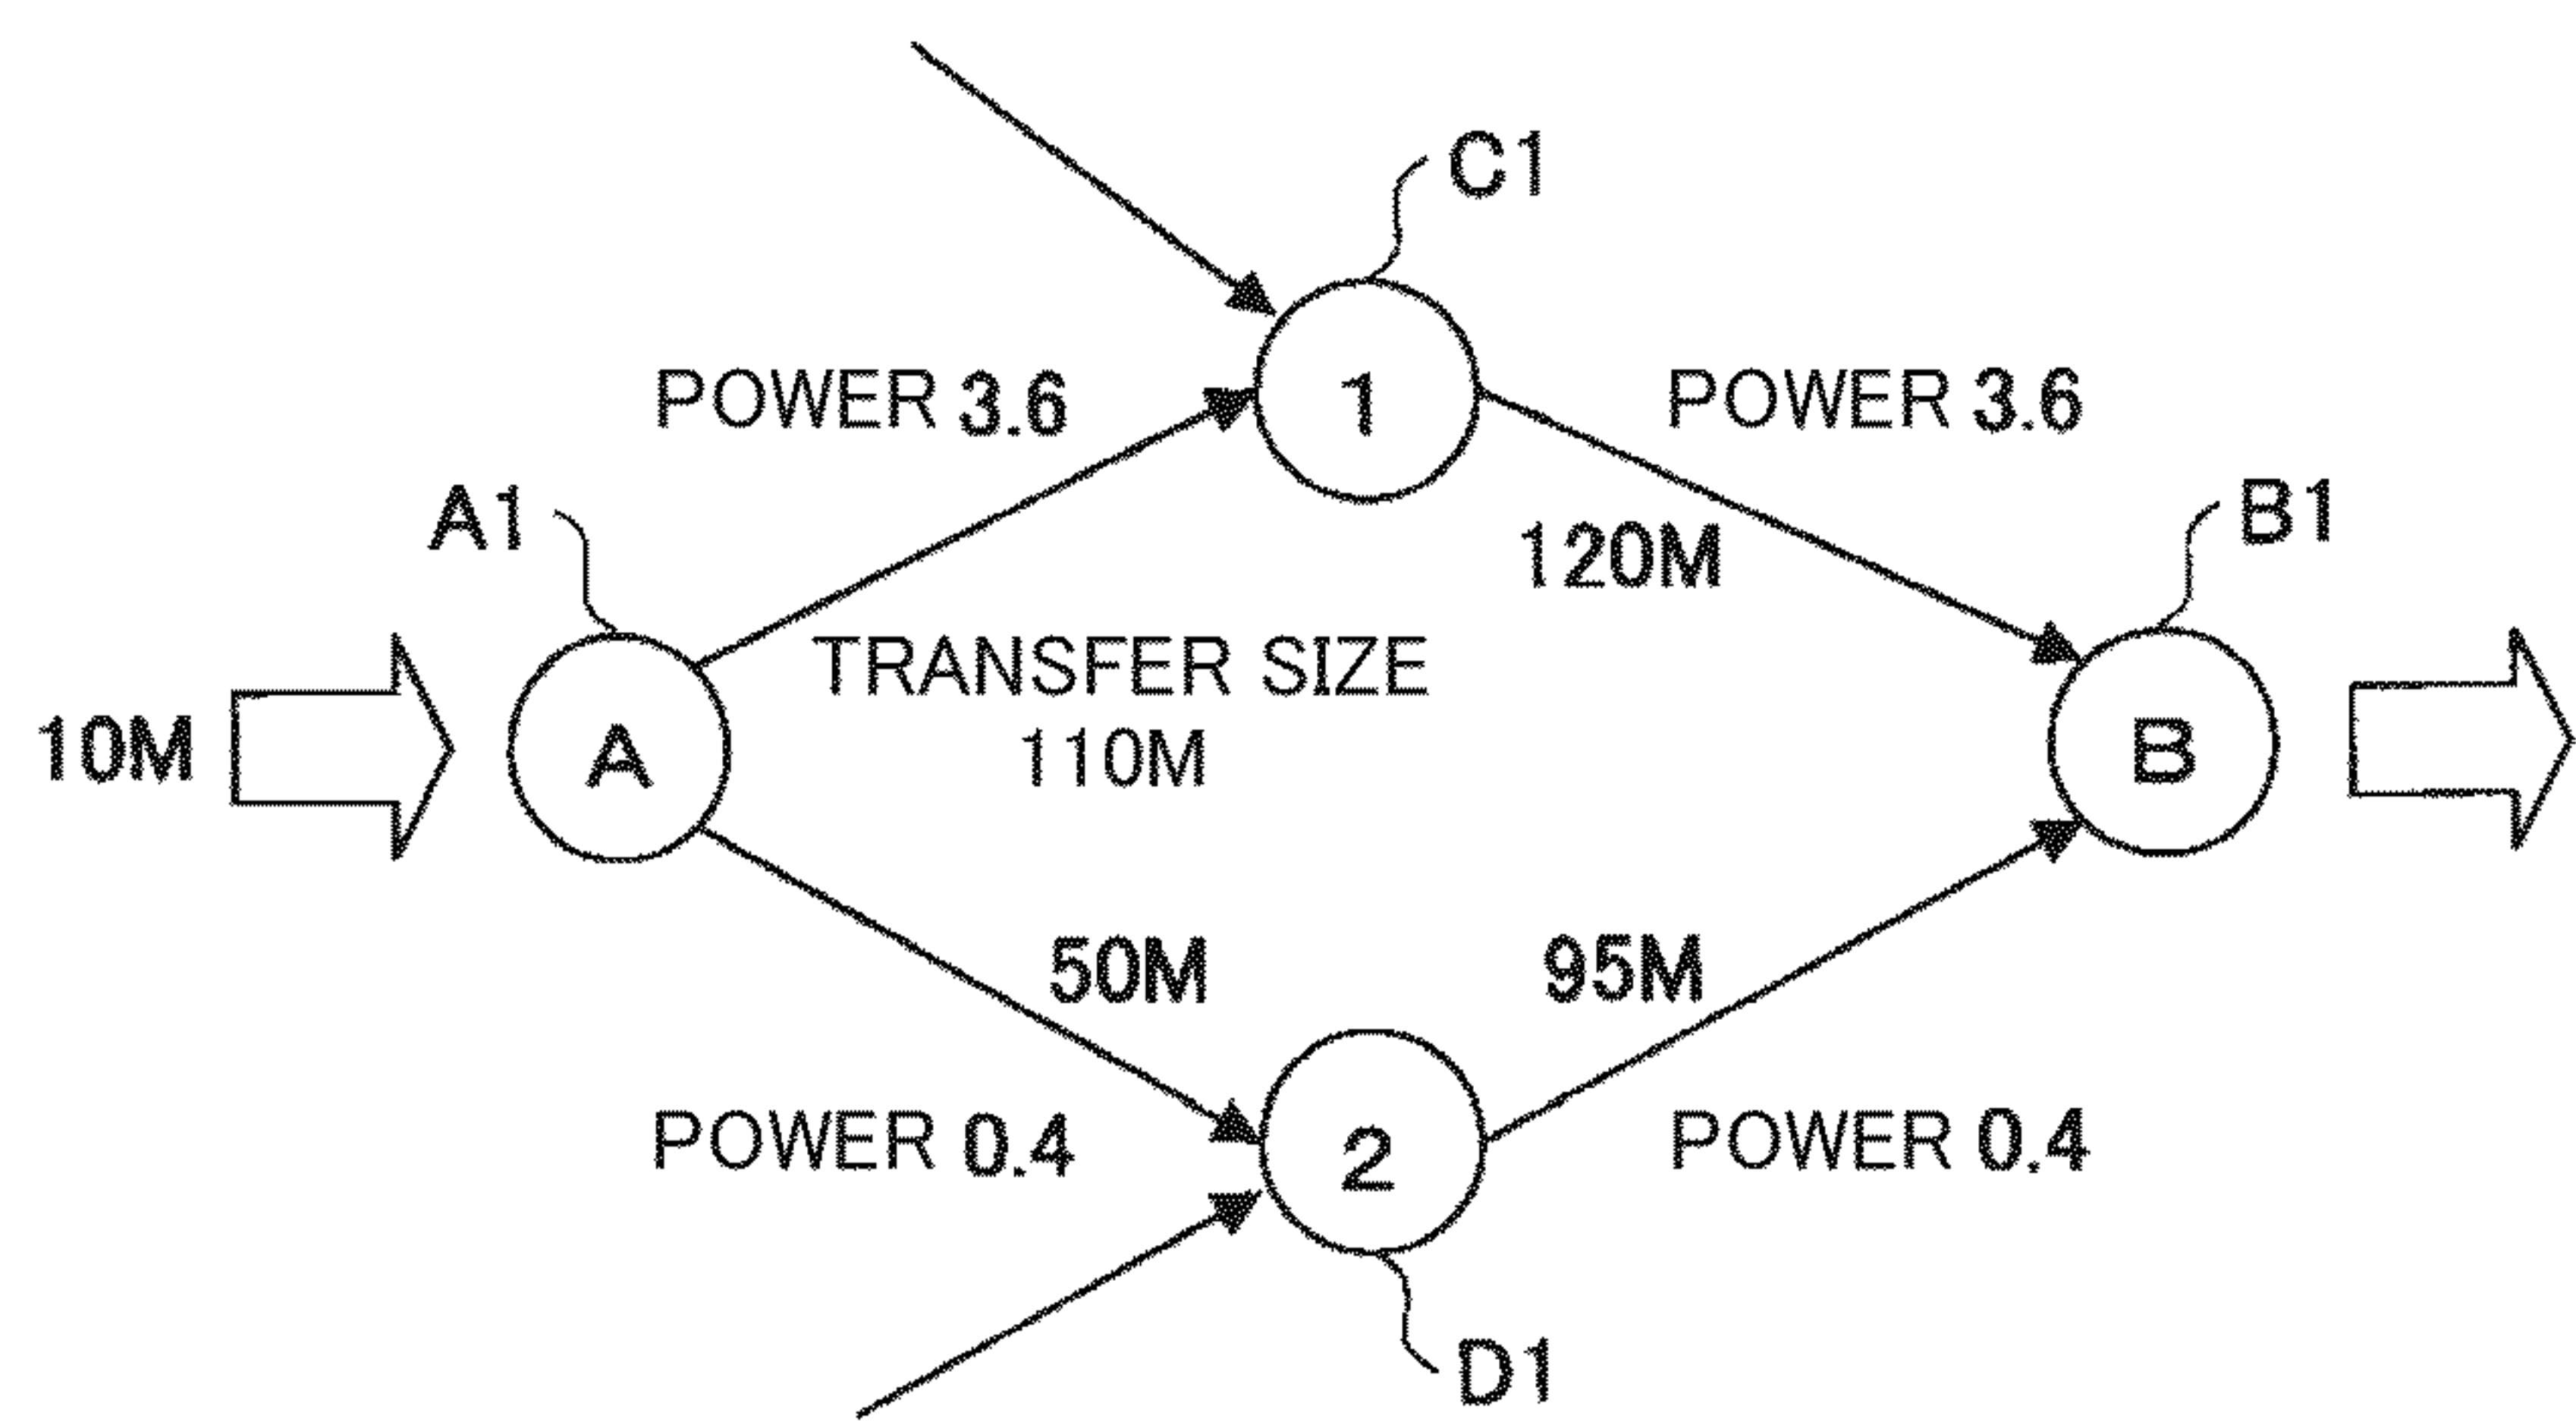 C1
POWER 3.6
1
POWER 3.6
A1
B1
120M
TRANSFER SIZE
110M
10M
A
B
50M
95M
POWER 0.4
2
POWER 0.4
D1